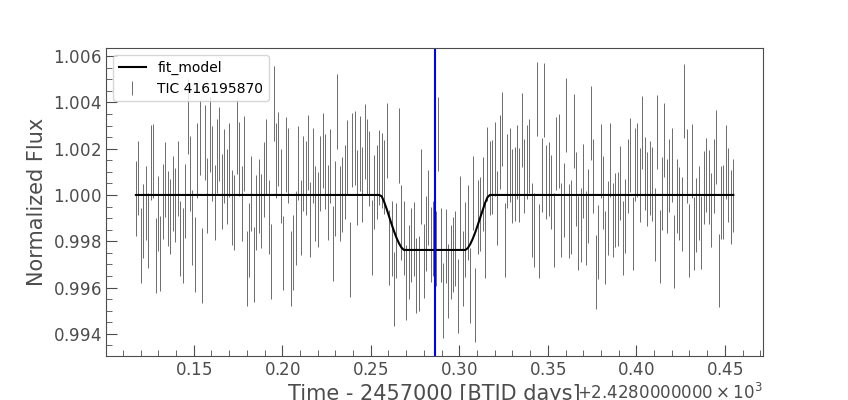 1.006
fit_model
TIC 416195870
1.004
1.002
1.000
0.998
0.996
0.994
Normalized Flux
0.15 0.20 0.25 0.30 0.35 0.40 0.45
Time - 2457000 [BTJD days]
+2.4280000000 × 10³